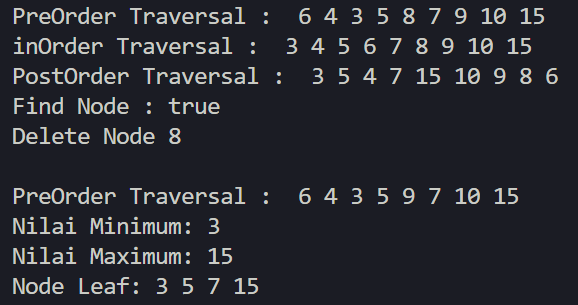 PreOrder Traversal :  6 4 3 5 8 7 9 10 15
inOrder Traversal :  3 4 5 6 7 8 9 10 15
PostOrder Traversal :  3 5 4 7 15 10 9 8 6
Find Node : true
Delete Node 8
PreOrder Traversal :  6 4 3 5 9 7 10 15
Nilai Minimum: 3
Nilai Maximum: 15
Node Leaf: 3 5 7 15